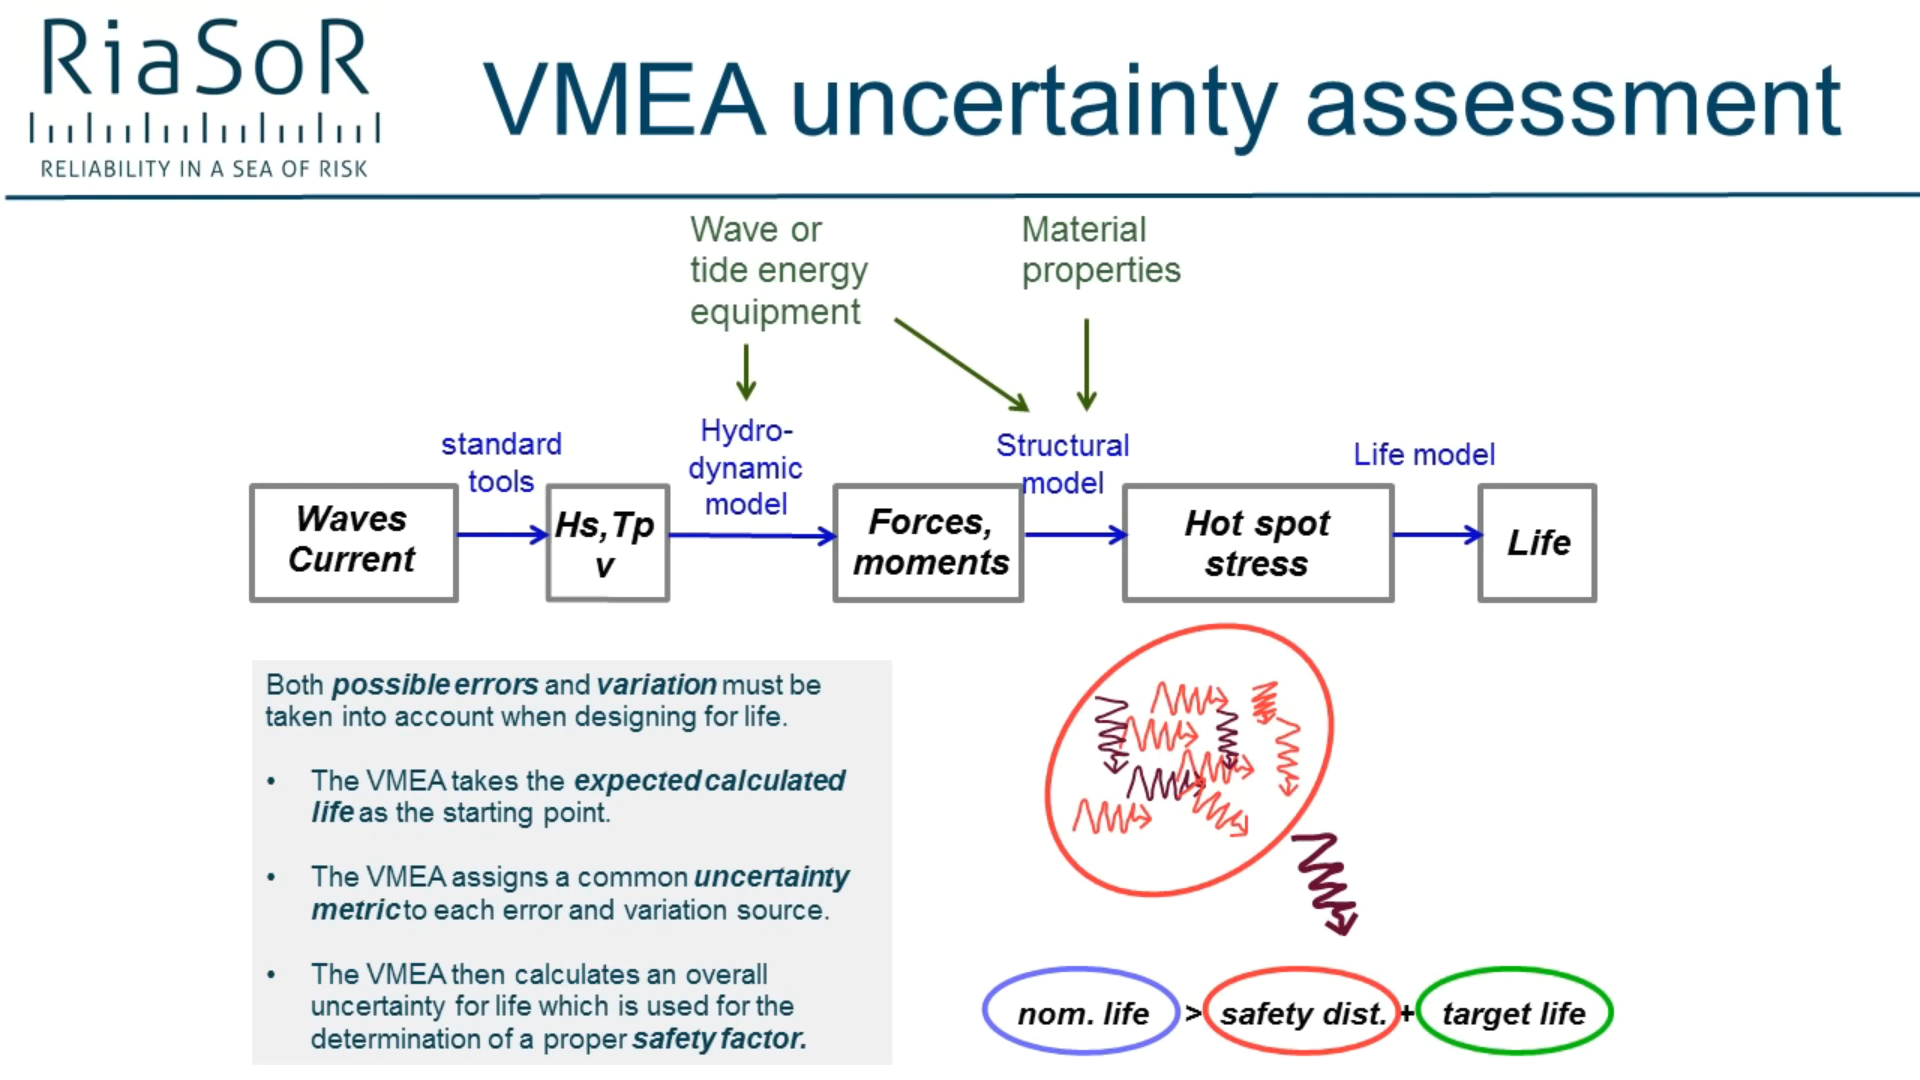 RiaSoR
RELIABILITY IN A SEA OF RISK
VMEA uncertainty assessment
Wave or
tide energy
equipment
Material
properties
standard
tools
Hydro-
dynamic
model
Structural
model
Life model
Waves
Current
Hs,Tp
v
Forces,
moments
Hot spot
stress
Life
Both possible errors and variation must be
taken into account when designing for life.
• The VMEA takes the expected calculated
life as the starting point.
• The VMEA assigns a common uncertainty
metric to each error and variation source.
• The VMEA then calculates an overall
uncertainty for life which is used for the
determination of a proper safety factor.
nom. life > safety dist. + target life